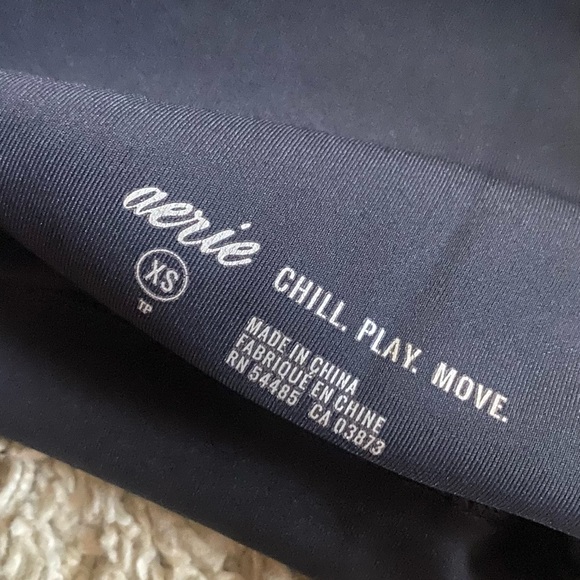 aerie
CHILL. PLAY. MOVE.
XS
TP
MADE IN CHINA
FABRIQUE EN CHINE
RN 54485 CA 03873